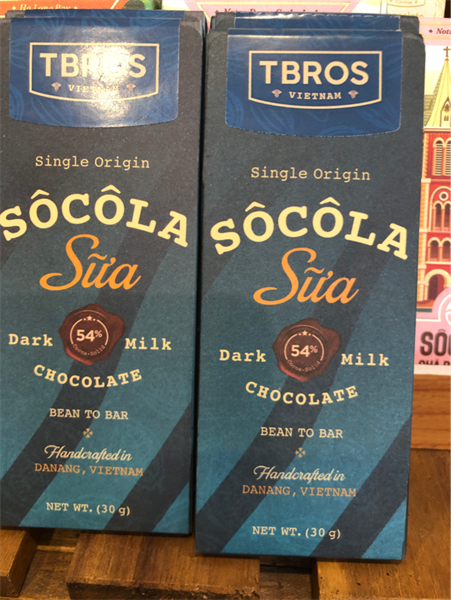 TBROS
VIETNAM
Single Origin
SÔCÔLA
Sữa
Dark 54% Milk
CHOCOLATE
BEAN TO BAR
Handcrafted in
DANANG, VIETNAM
NET WT. (30 g)
TBROS
VIETNAM
Single Origin
SÔCÔLA
Sữa
Dark 54% Milk
CHOCOLATE
BEAN TO BAR
Handcrafted in
DANANG, VIETNAM
NET WT. (30 g)